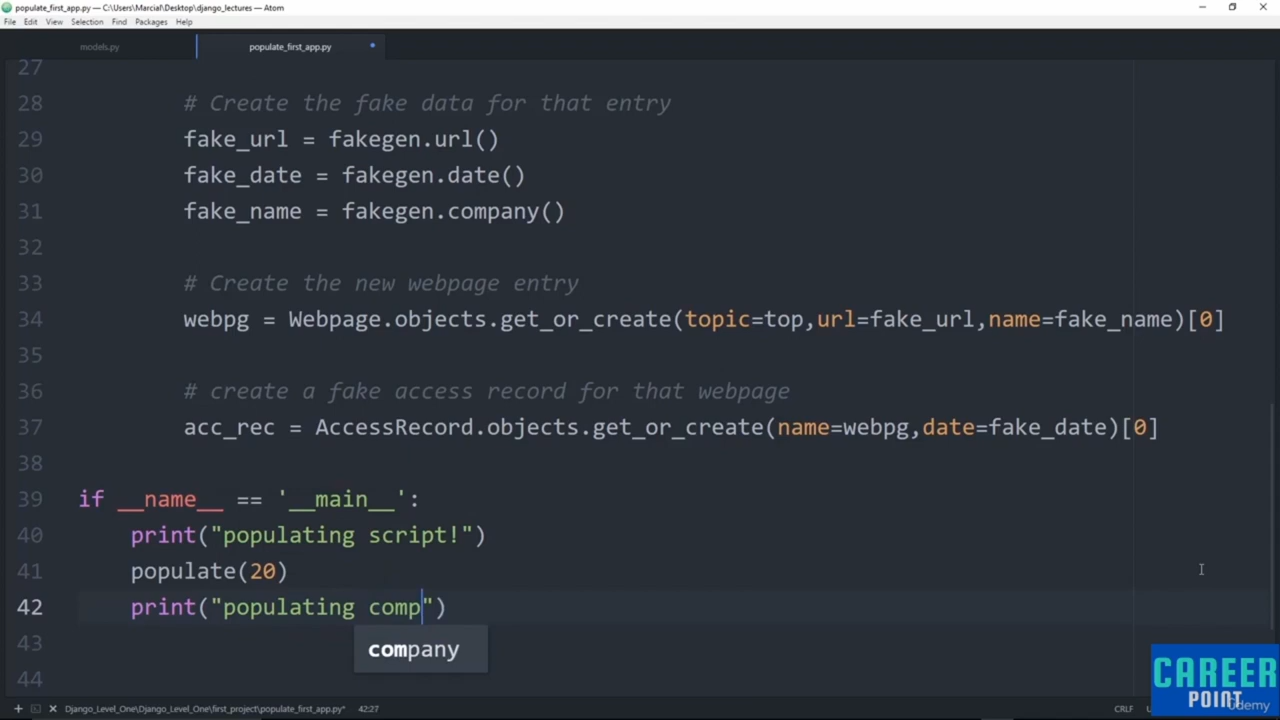 populate_first_app.py — C:\Users\Marcial\Desktop\django_lectures — Atom
File Edit View Selection Find Packages Help
models.py populate_first_app.py
27
28 # Create the fake data for that entry
29 fake_url = fakegen.url()
30 fake_date = fakegen.date()
31 fake_name = fakegen.company()
32
33 # Create the new webpage entry
34 webpg = Webpage.objects.get_or_create(topic=top,url=fake_url,name=fake_name)[0]
35
36 # create a fake access record for that webpage
37 acc_rec = AccessRecord.objects.get_or_create(name=webpg,date=fake_date)[0]
38
39 if __name__ == '__main__':
40 print("populating script!")
41 populate(20)
42 print("populating comp")
43 company
44
CAREER
POINT
Udemy
Django_Level_One\Django_Level_One\first_project\populate_first_app.py* 42:27 CRLF